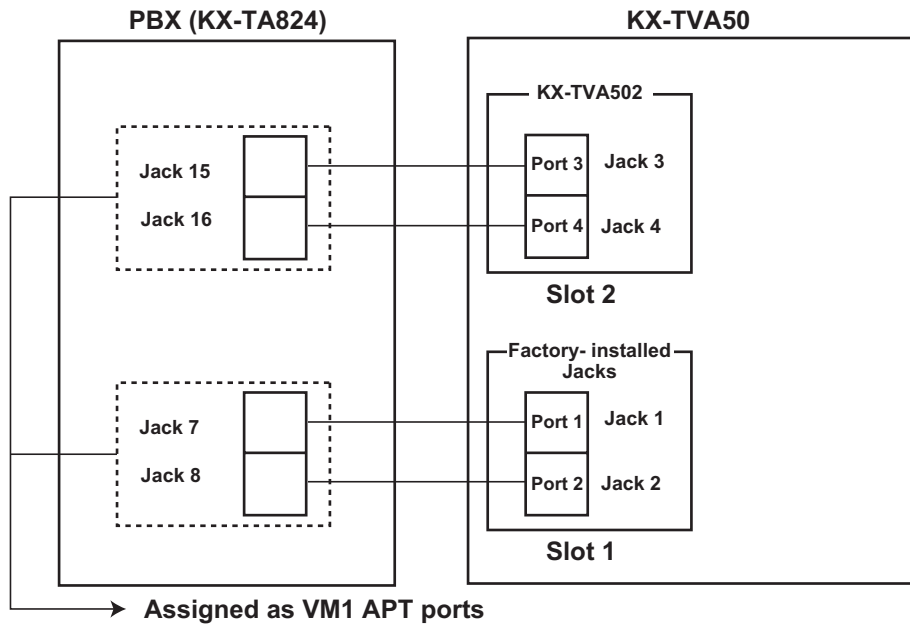 PBX (KX-TA824)
KX-TVA50
KX-TVA502
Jack 15
Port 3
Jack 3
Jack 16
Port 4
Jack 4
Slot 2
Factory- installed
Jacks
Jack 7
Port 1
Jack 1
Jack 8
Port 2
Jack 2
Slot 1
Assigned as VM1 APT ports